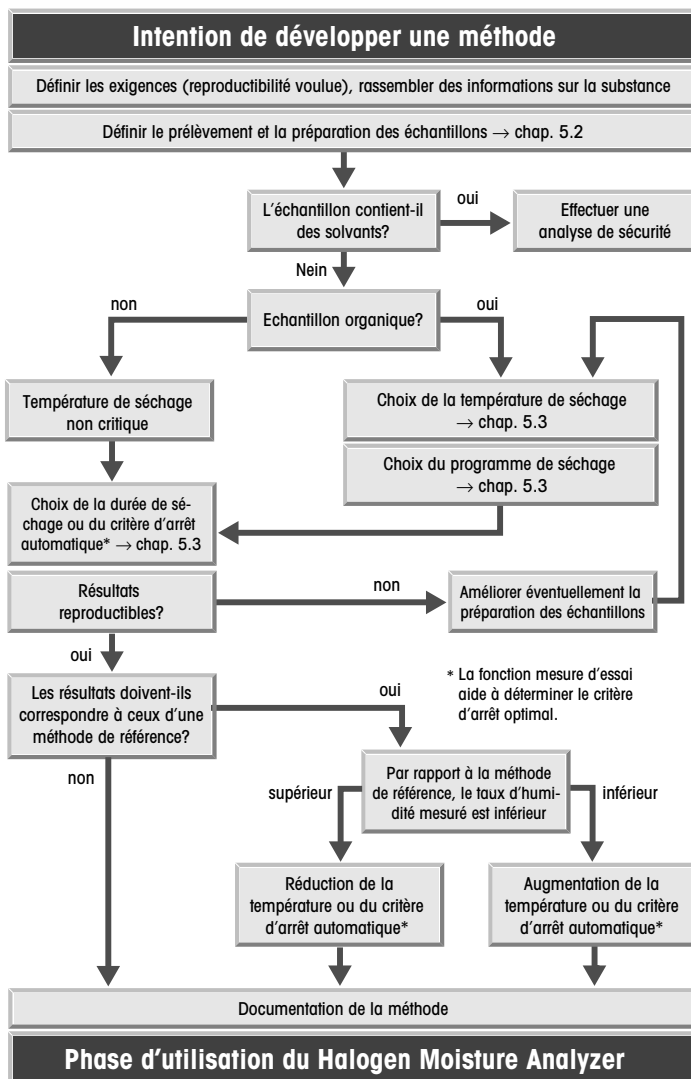 Intention de développer une méthode
Définir les exigences (reproductibilité voulue), rassembler des informations sur la substance
Définir le prélèvement et la préparation des échantillons → chap. 5.2
L'échantillon contient-il
des solvants?
oui
Effectuer une
analyse de sécurité
Nein
non
Echantillon organique?
oui
Température de séchage
non critique
Choix de la température de séchage
→ chap. 5.3
Choix du programme de séchage
→ chap. 5.3
Choix de la durée de sé-
chage ou du critère d'arrêt
automatique* → chap. 5.3
Résultats
reproductibles?
non
Améliorer éventuellement la
préparation des échantillons
oui
Les résultats doivent-ils
correspondre à ceux d'une
méthode de référence?
oui
* La fonction mesure d'essai
aide à déterminer le critère
d'arrêt optimal.
non
supérieur
Par rapport à la méthode
de référence, le taux d'humi-
dité mesuré est inférieur
inférieur
Réduction de la
température ou du critère
d'arrêt automatique*
Augmentation de la
température ou du critère
d'arrêt automatique*
Documentation de la méthode
Phase d'utilisation du Halogen Moisture Analyzer